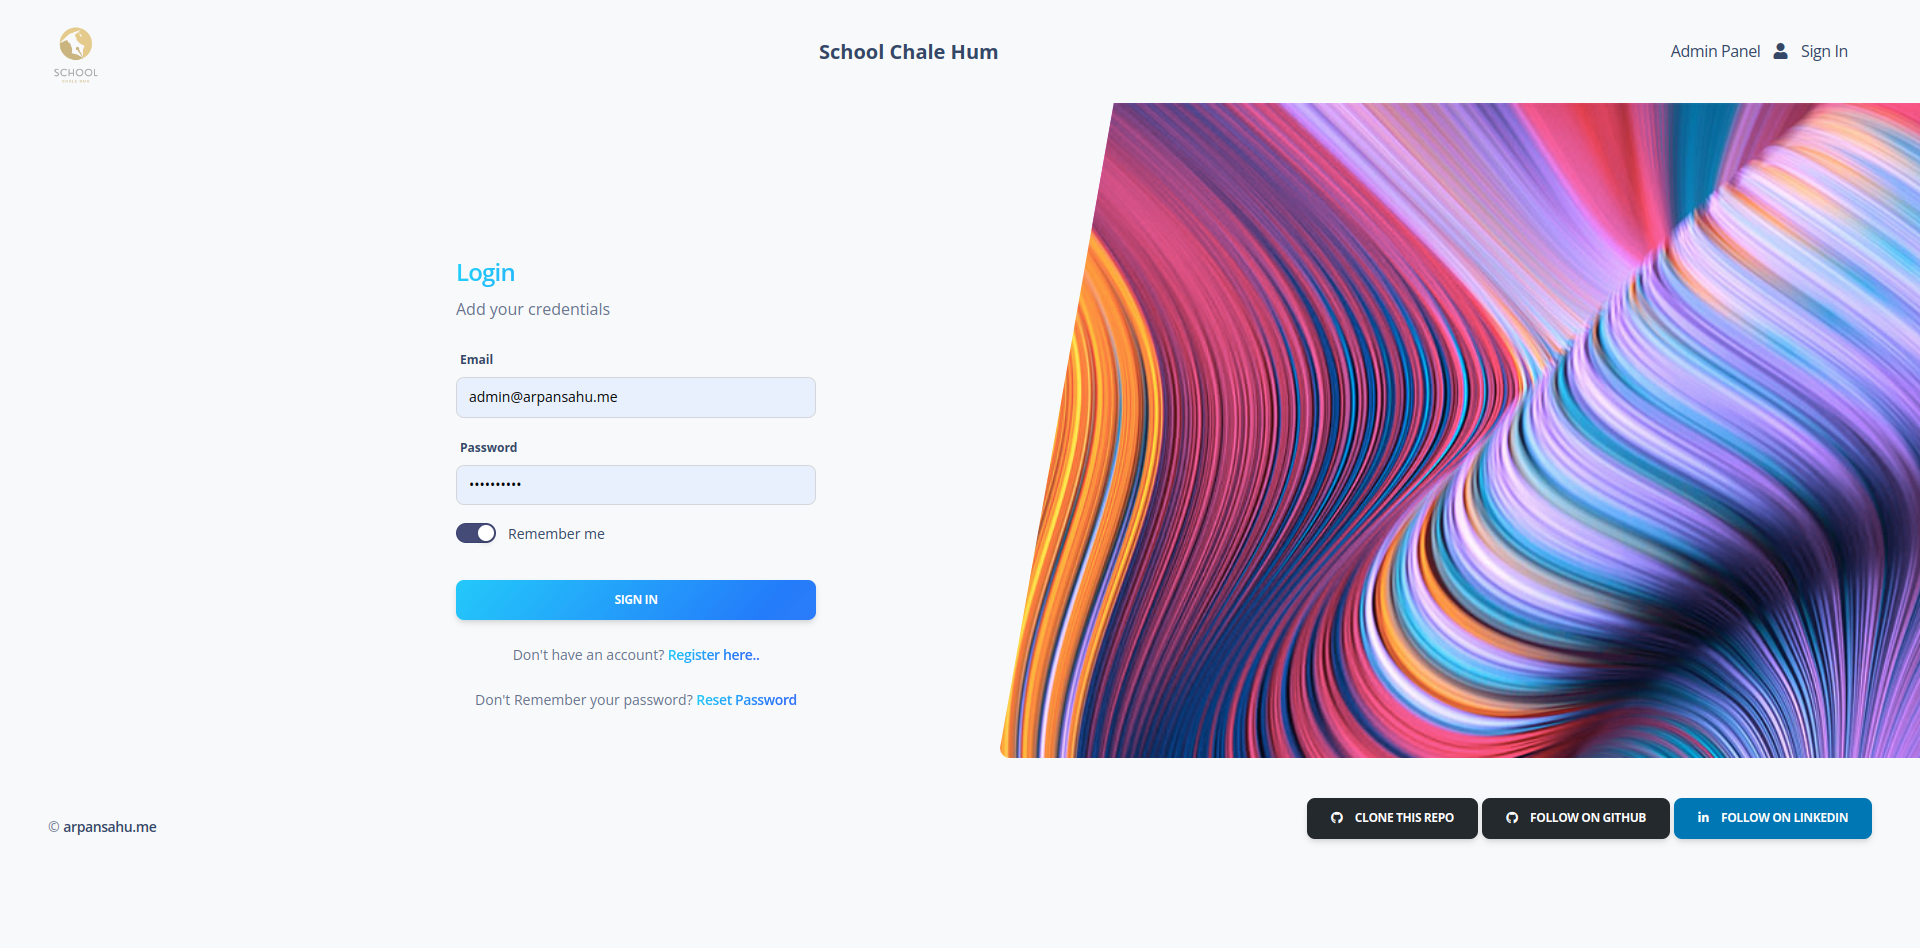 SCHOOL
School Chale Hum
Admin Panel Sign In
Login
Add your credentials
Email
admin@arpansahu.me
Password
••••••••••
Remember me
SIGN IN
Don't have an account? Register here..
Don't Remember your password? Reset Password
© arpansahu.me
CLONE THIS REPO FOLLOW ON GITHUB FOLLOW ON LINKEDIN